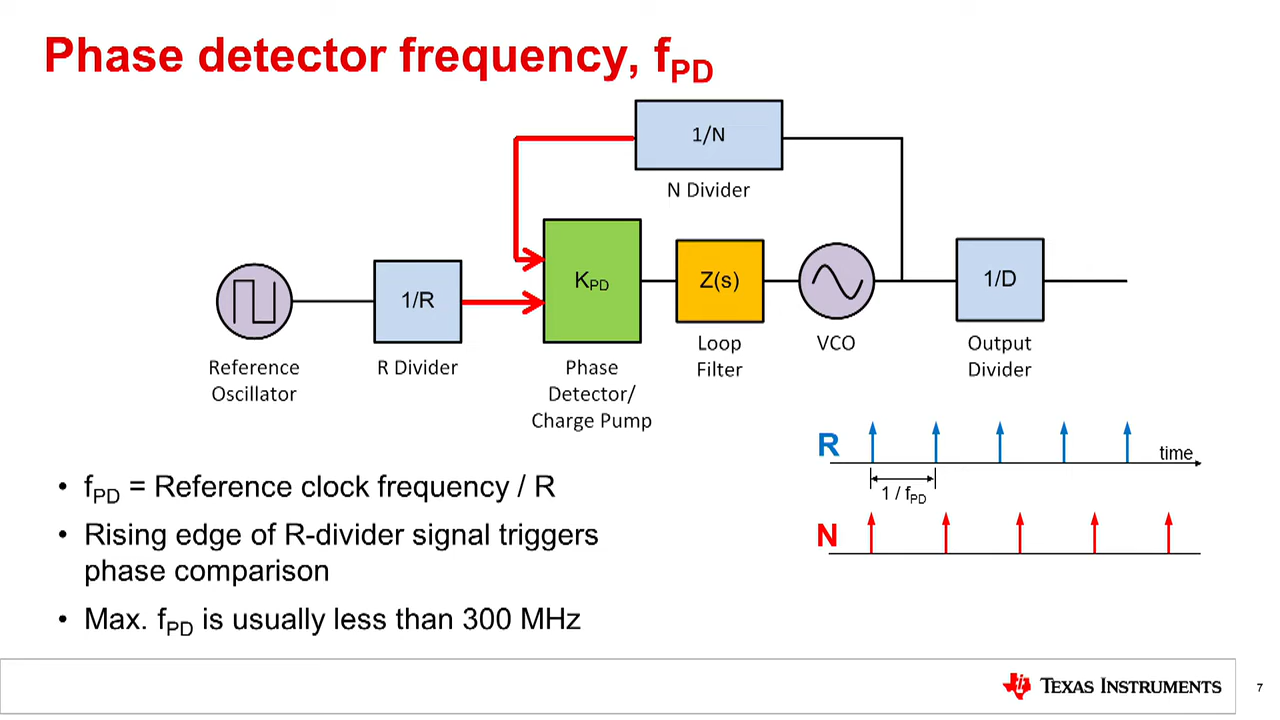 Phase detector frequency, fPD
1/N
N Divider
KPD
Z(s)
1/D
1/R
Loop
Filter
VCO
Output
Divider
Reference
Oscillator
R Divider
Phase
Detector/
Charge Pump
R
time
1 / fPD
N
• fPD = Reference clock frequency / R
• Rising edge of R-divider signal triggers
phase comparison
• Max. fPD is usually less than 300 MHz
TEXAS INSTRUMENTS
7